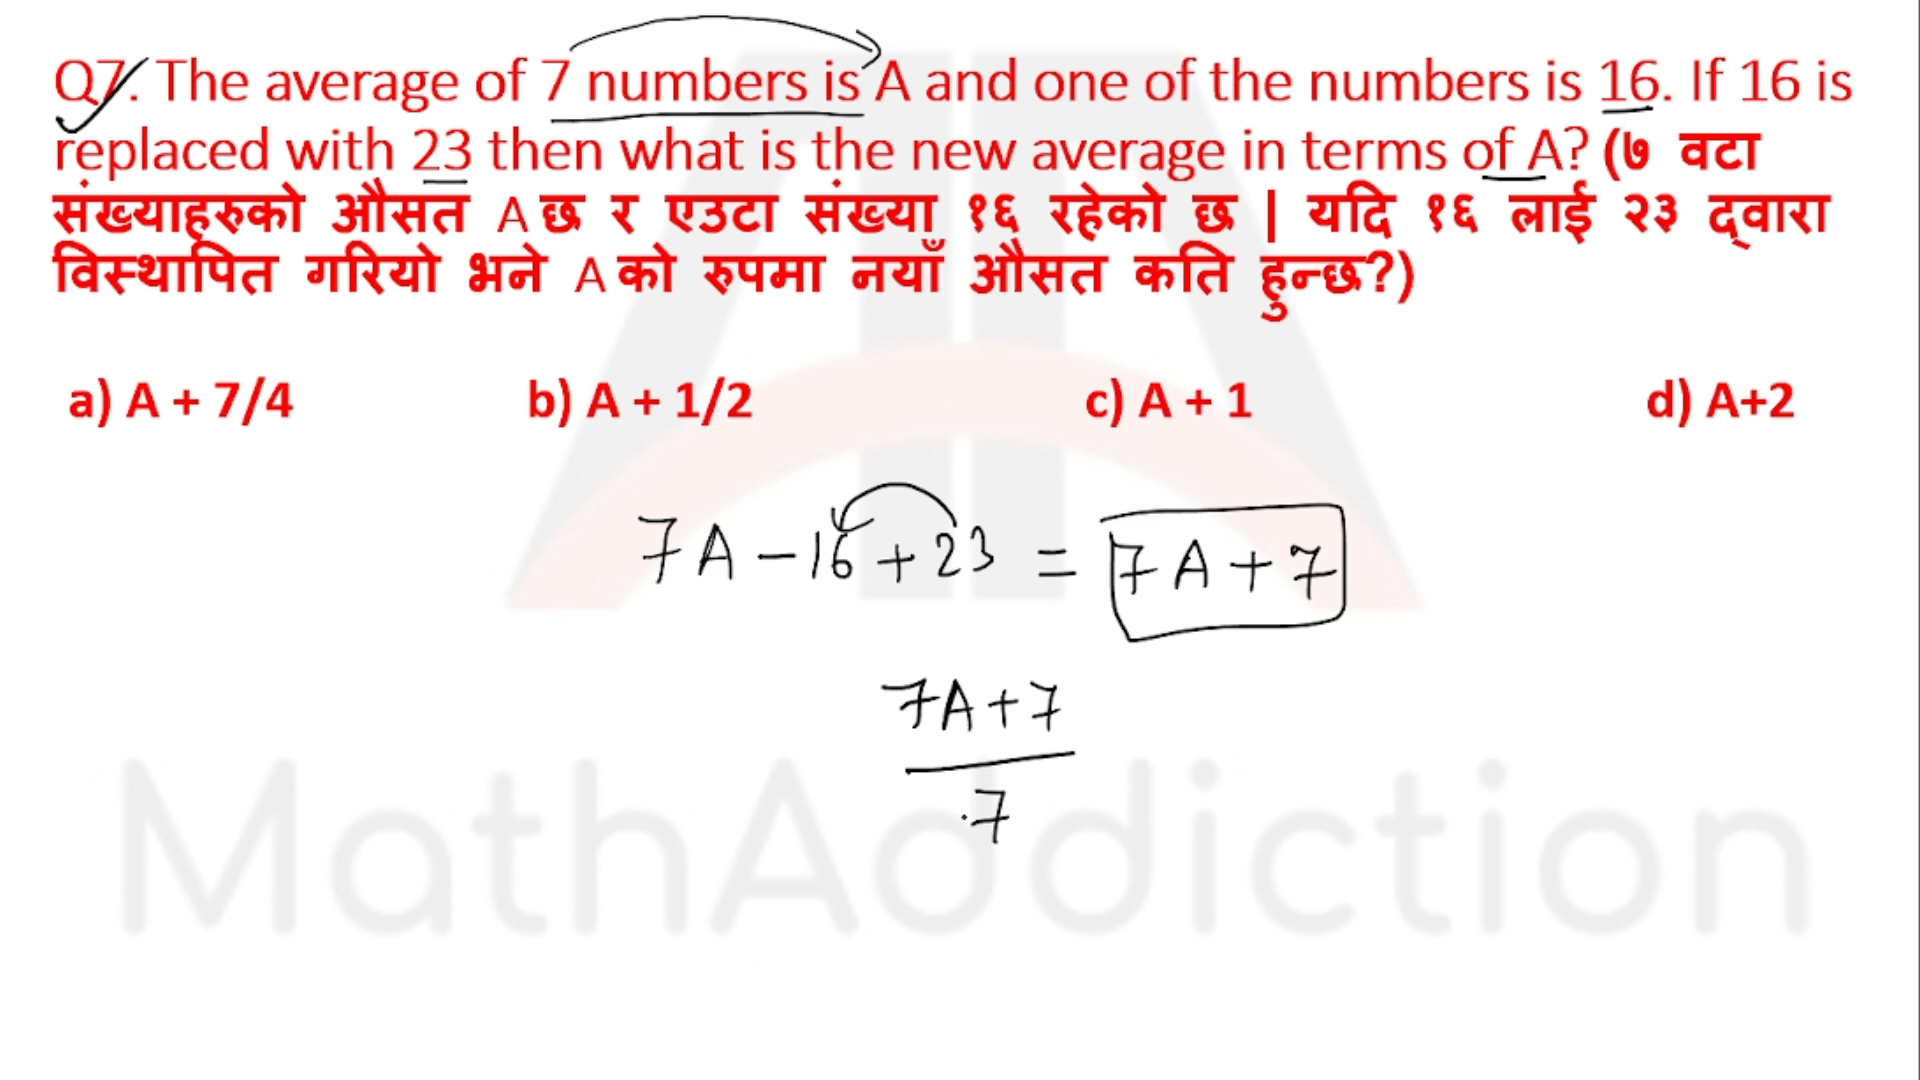 Q7. The average of 7 numbers is A and one of the numbers is 16. If 16 is
replaced with 23 then what is the new average in terms of A? (७ वटा
संख्याहरुको औसत A छ र एउटा संख्या १६ रहेको छ | यदि १६ लाई २३ द्वारा
विस्थापित गरियो भने A को रुपमा नयाँ औसत कति हुन्छ?)
a) A + 7/4 b) A + 1/2 c) A + 1 d) A+2
7A - 16 + 23 = 7A + 7
7A + 7
7
MathAddiction